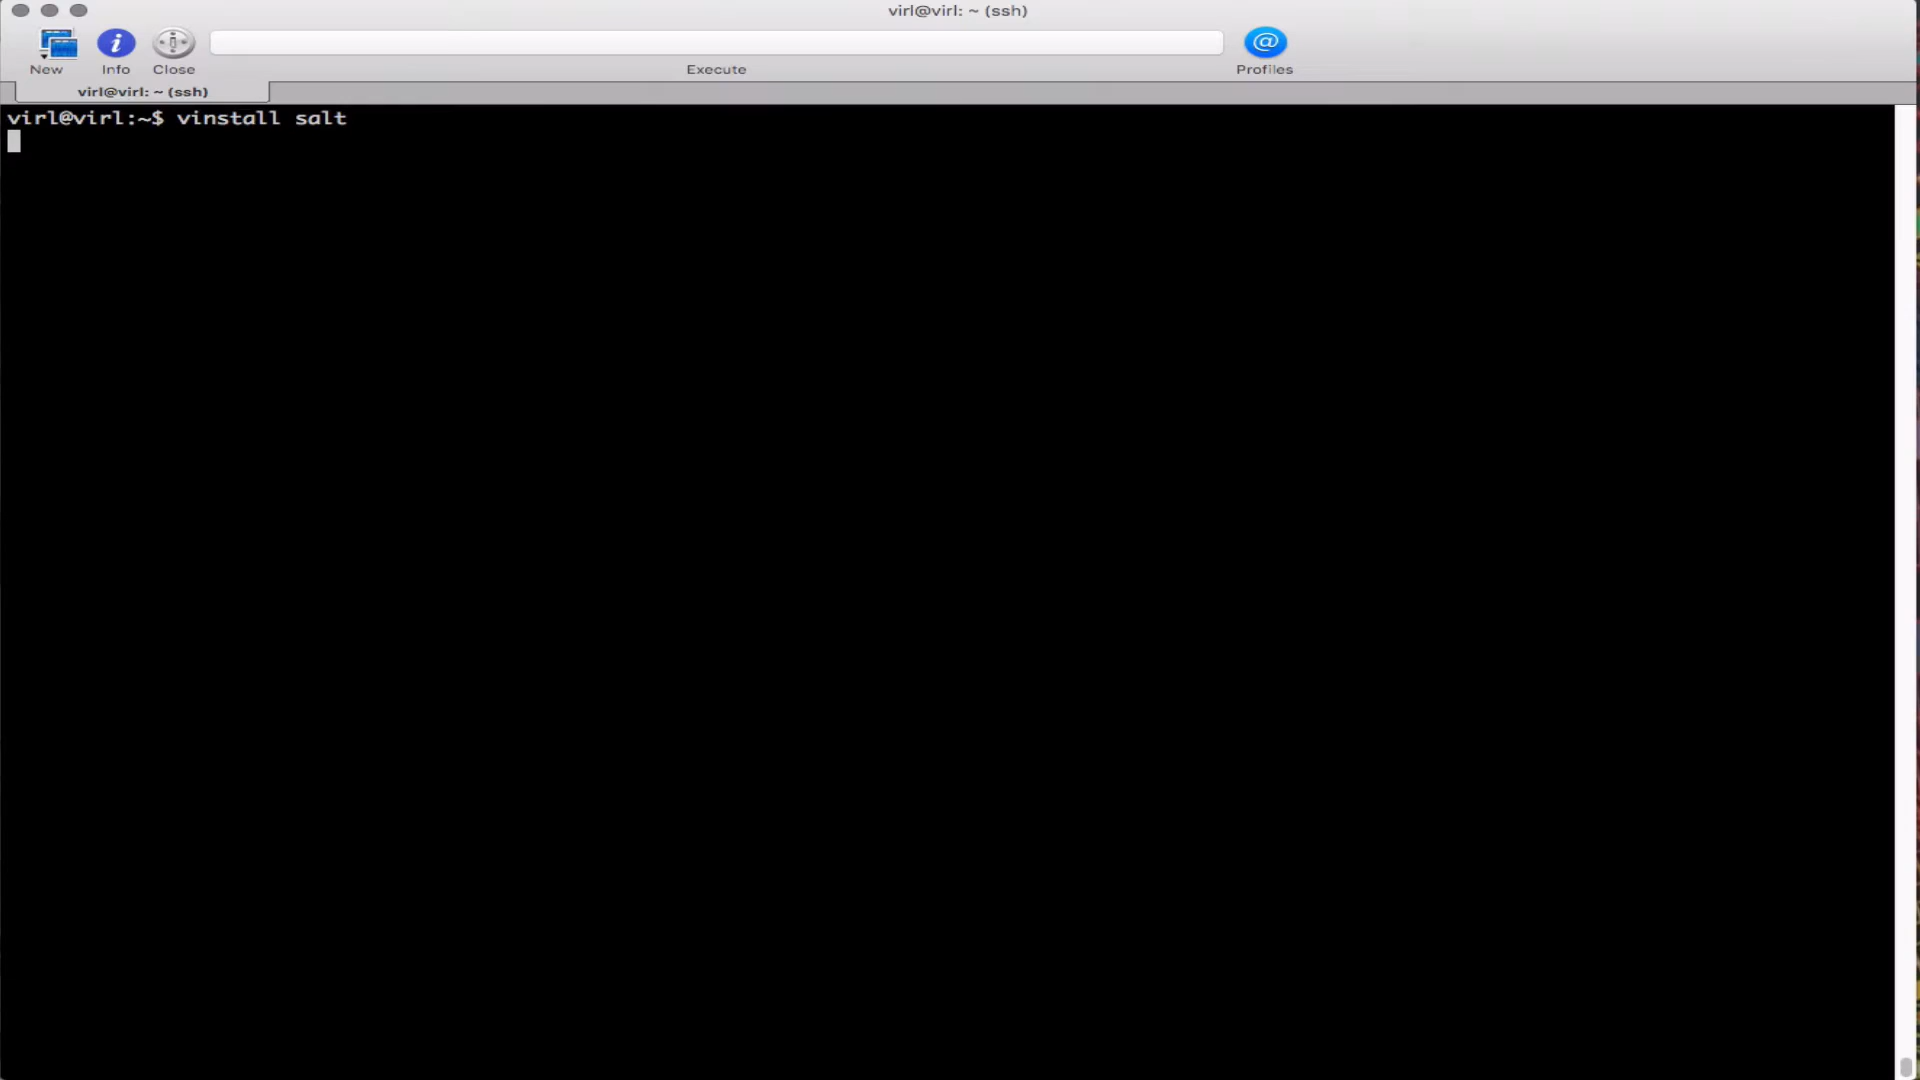 virl@virl: ~ (ssh)
New
Info
Close
Execute
Profiles
virl@virl: ~ (ssh)
virl@virl:~$ vinstall salt